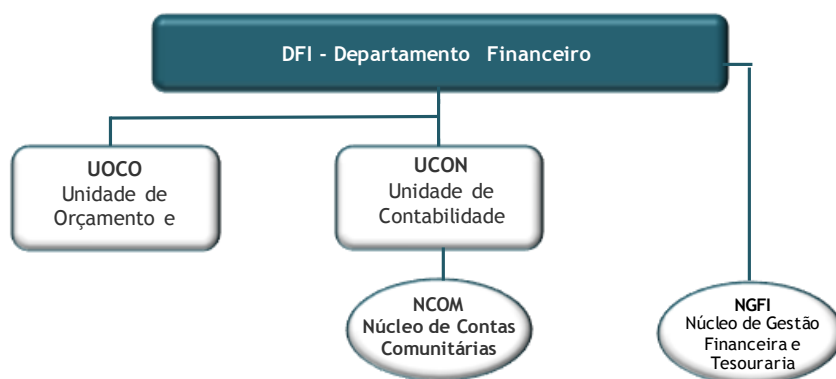 DFI - Departamento Financeiro
UOCO
Unidade de
Orçamento e
UCON
Unidade de
Contabilidade
NCOM
Núcleo de Contas
Comunitárias
NGFI
Núcleo de Gestão
Financeira e
Tesouraria